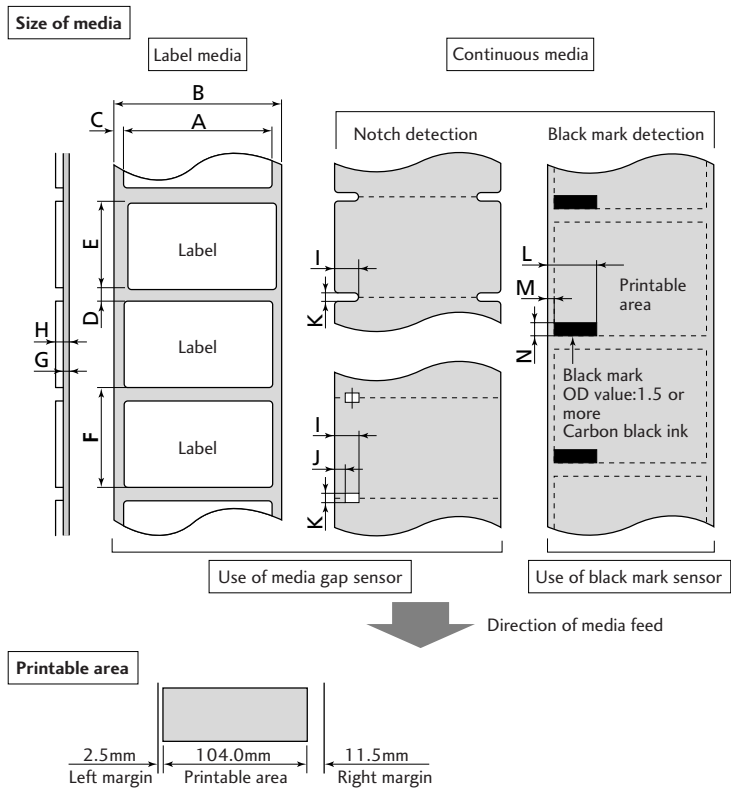 Size of media
Label media
Continuous media
B
C
A
Notch detection
Black mark detection
E
Label
I
L
Printable
area
M
D
K
H
Label
N
G
Black mark
OD value:1.5 or
more
Carbon black ink
F
Label
I
J
K
Use of media gap sensor
Use of black mark sensor
Direction of media feed
Printable area
2.5mm
104.0mm
11.5mm
Left margin
Printable area
Right margin